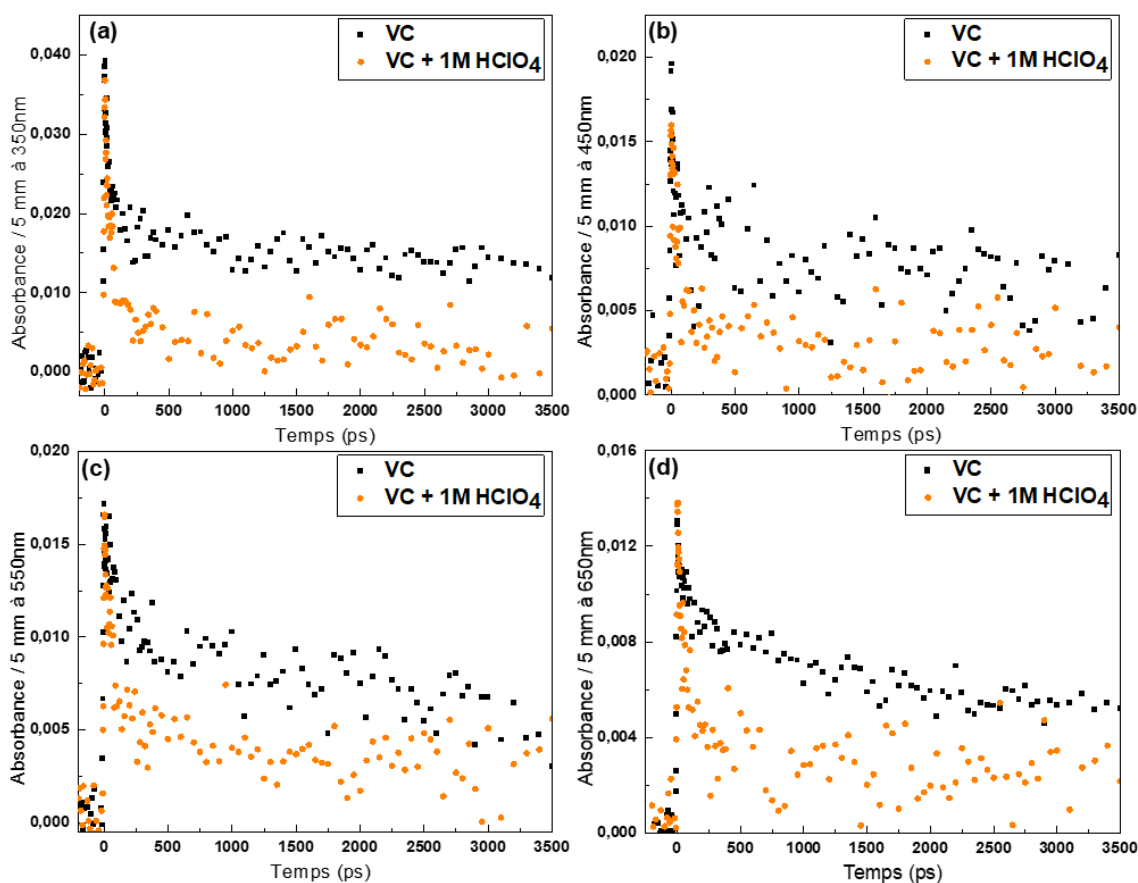 (a)
VC
VC + 1M HClO4
Absorbance / 5 mm à 350nm
0,040
0,030
0,020
0,010
0,000
0 500 1000 1500 2000 2500 3000 3500
Temps (ps)
(b)
VC
VC + 1M HClO4
Absorbance / 5 mm à 450nm
0,020
0,015
0,010
0,005
0,000
0 500 1000 1500 2000 2500 3000 3500
Temps (ps)
(c)
VC
VC + 1M HClO4
Absorbance / 5 mm à 550nm
0,020
0,015
0,010
0,005
0,000
0 500 1000 1500 2000 2500 3000 3500
Temps (ps)
(d)
VC
VC + 1M HClO4
Absorbance / 5 mm à 650nm
0,016
0,012
0,008
0,004
0,000
0 500 1000 1500 2000 2500 3000 3500
Temps (ps)